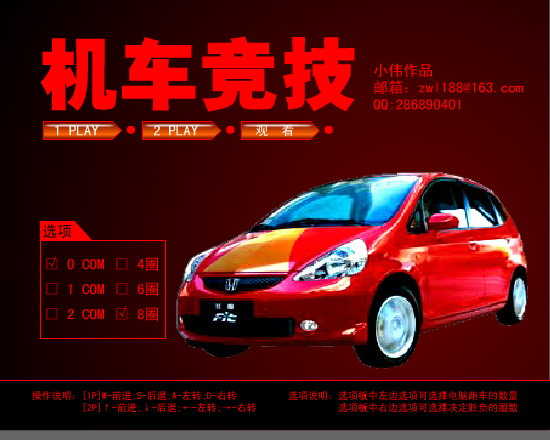 机车竞技
小伟作品
邮箱: zwl188@163.com
QQ:286890401
1 PLAY
2 PLAY
观 看
选项
0 COM 4圈
1 COM 6圈
2 COM 8圈
操作说明: [1P]W-前进;S-后退;A-左转;D-右转
[2P]↑-前进;↓-后退;←-左转;→-右转
选项说明: 选项板中左边选项可选择电脑跑车的数量
选项板中右边选项可选择决定胜负的圈数